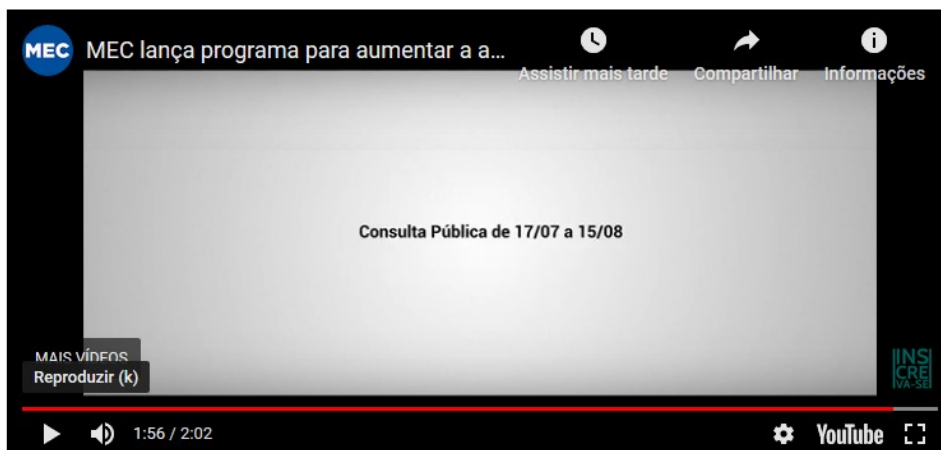 MEC
MEC lança programa para aumentar a a...
Assistir mais tarde
Compartilhar
Informações
Consulta Pública de 17/07 a 15/08
MAIS VÍDEOS
Reproduzir (k)
INS
CRE
VA-SE
1:56 / 2:02
YouTube